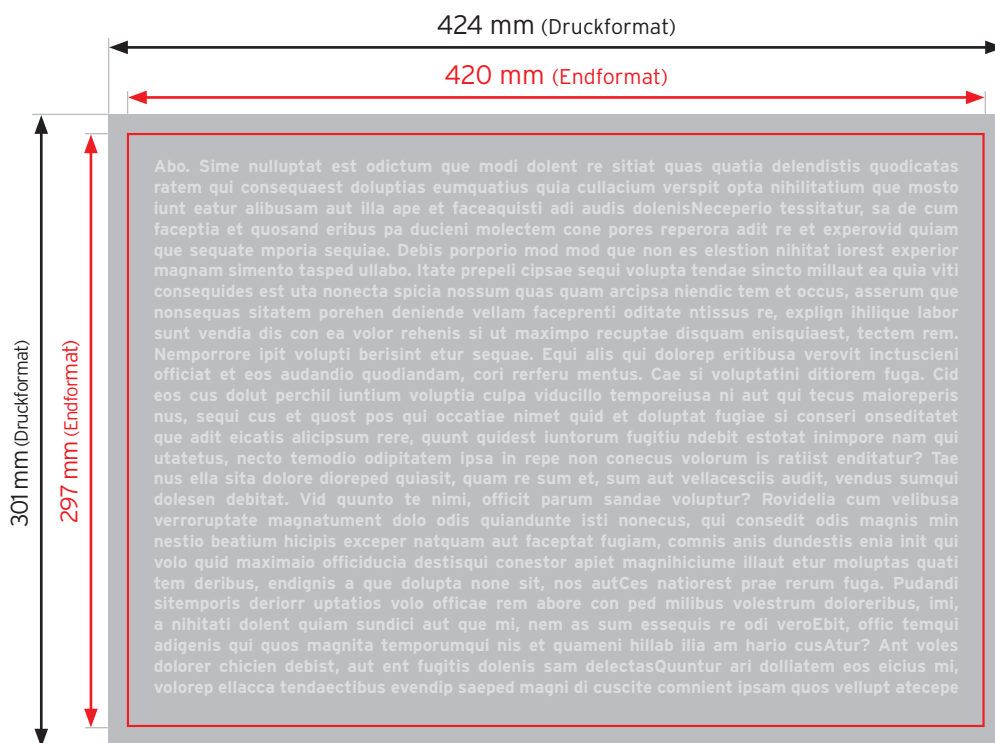 424 mm (Druckformat)
420 mm (Endformat)
301 mm (Druckformat)
297 mm (Endformat)
Abo. Sime nulluptat est odictum que modi dolent re sitiat quas quatia delendistis quodicatas
ratem qui consequaest doluptias eumquatius quia cullacium verspit opta nihilitatium que mosto
iunt eatur alibusam aut illa ape et faceaquisti adi audis dolenisNeceperio tessitatur, sa de cum
faceptia et quosand eribus pa ducieni molectem cone pores reperora adit re et experovid quiam
que sequate mporia sequiae. Debis porporio mod mod que non es elestion nihitat iorest experior
magnam simento tasped ullabo. Itate prepeli cipsae sequi volupta tendae sincto millaut ea quia viti
consequides est uta nonecta spicia nossum quas quam arcipsa niendic tem et occus, asserum que
nonsequas sitatem porehen deniende vellam faceprenti oditate ntissus re, explign ihilique labor
sunt vendia dis con ea volor rehenis si ut maximpo recuptae disquam enisquiaest, tectem rem.
Nemporrore ipit volupti berisint etur sequae. Equi alis qui dolorep eritibusa verovit inctuscieni
officiat et eos audandio quodiandam, cori rerferu mentus. Cae si voluptatini ditiorem fuga. Cid
eos cus dolut perchil iuntium voluptia culpa viducillo temporeiusa ni aut qui tecus maioreperis
nus, sequi cus et quost pos qui occatiae nimet quid et doluptat fugiaes i conseri onseditatet
que adit eicatis alicipsum rere, quunt quaest iuntorum fugitiu ndebit estotat inimpore nam qui
utatetus, necto temodio odipitatem ipsa in repe non conecus volorum is ratiist enditatur? Tae
nus ella sita dolore dioreped quiasit, quam re sum et, sum aut vellacesciis audit, vendus sunqui
dolesen debitat. Vid quunto te nimi, officit parum sandae voluptur? Rovidelia cum velibusa
verroruptate magnatument dolo odis quiandunte isti nonecus, qui consedit odis magnis min
nestio beatium hicipis exceper natquam aut faceptat fugiam, comnis anis dundestis enia init qui
volo quid maximaio officiducia destisqui conestor apiet magnihiciume illaut etur moluptas quati
tem deribus, endignis a que dolupta none sit, nos autCes natiorest prae rerum fuga. Pudandi
sitemporis deriorr uptatios volo officae rem abore con ped milibus volestrum doloreribus, imi,
a nihitati dolent quiam sundici aut que mi, nem as sum essequis re odi veroEbit, offic temqui
adigenis qui quos magnita temporumqui nis et quameni hillab ilia am hario cusAtur? Ant voles
dolorer chicien debist, aut ent fugitis dolenis sam delectasQuuntur ari dolliatem eos eicius mi,
volorep ellacca tendaectibus evendip saeped magni di cuscite comnient ipsam quos vellupt atecepe